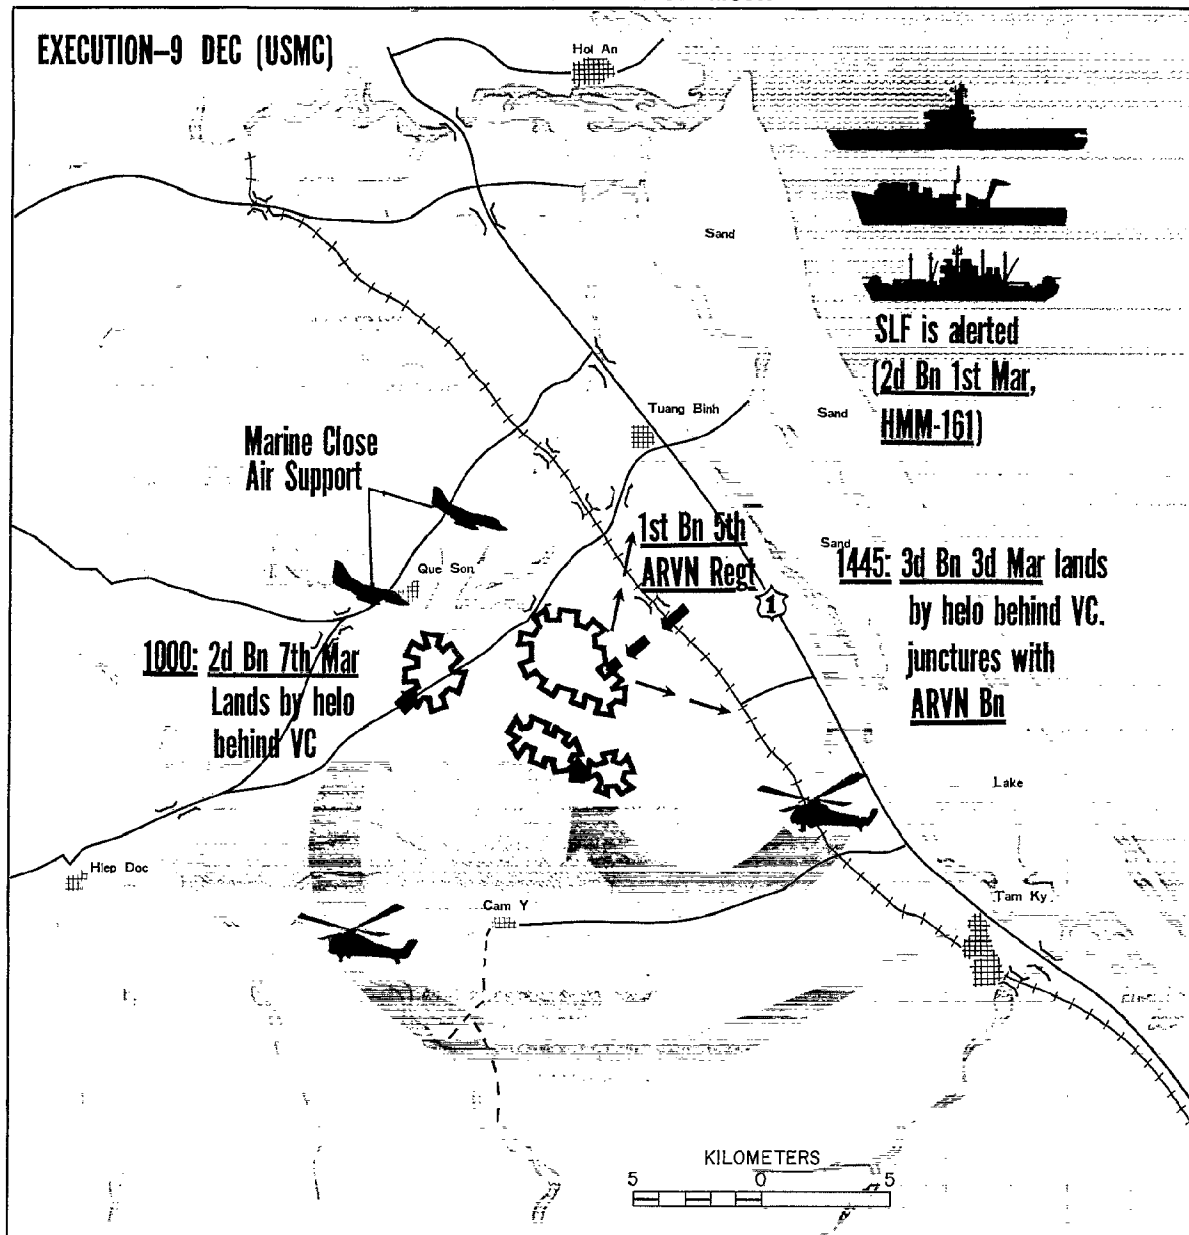 EXECUTION–9 DEC (USMC)
Hoi An
Sand
SLF is alerted
(2d Bn 1st Mar,
HMM-161)
Tuang Binh
Sand
Marine Close
Air Support
1st Bn 5th
ARVN Regt
Sand
Que Son
1445: 3d Bn 3d Mar lands
by helo behind VC.
junctures with
ARVN Bn
1
1000: 2d Bn 7th Mar
Lands by helo
behind VC
Lake
Hiep Doc
Cam Y
Tam Ky
KILOMETERS
5 0 5